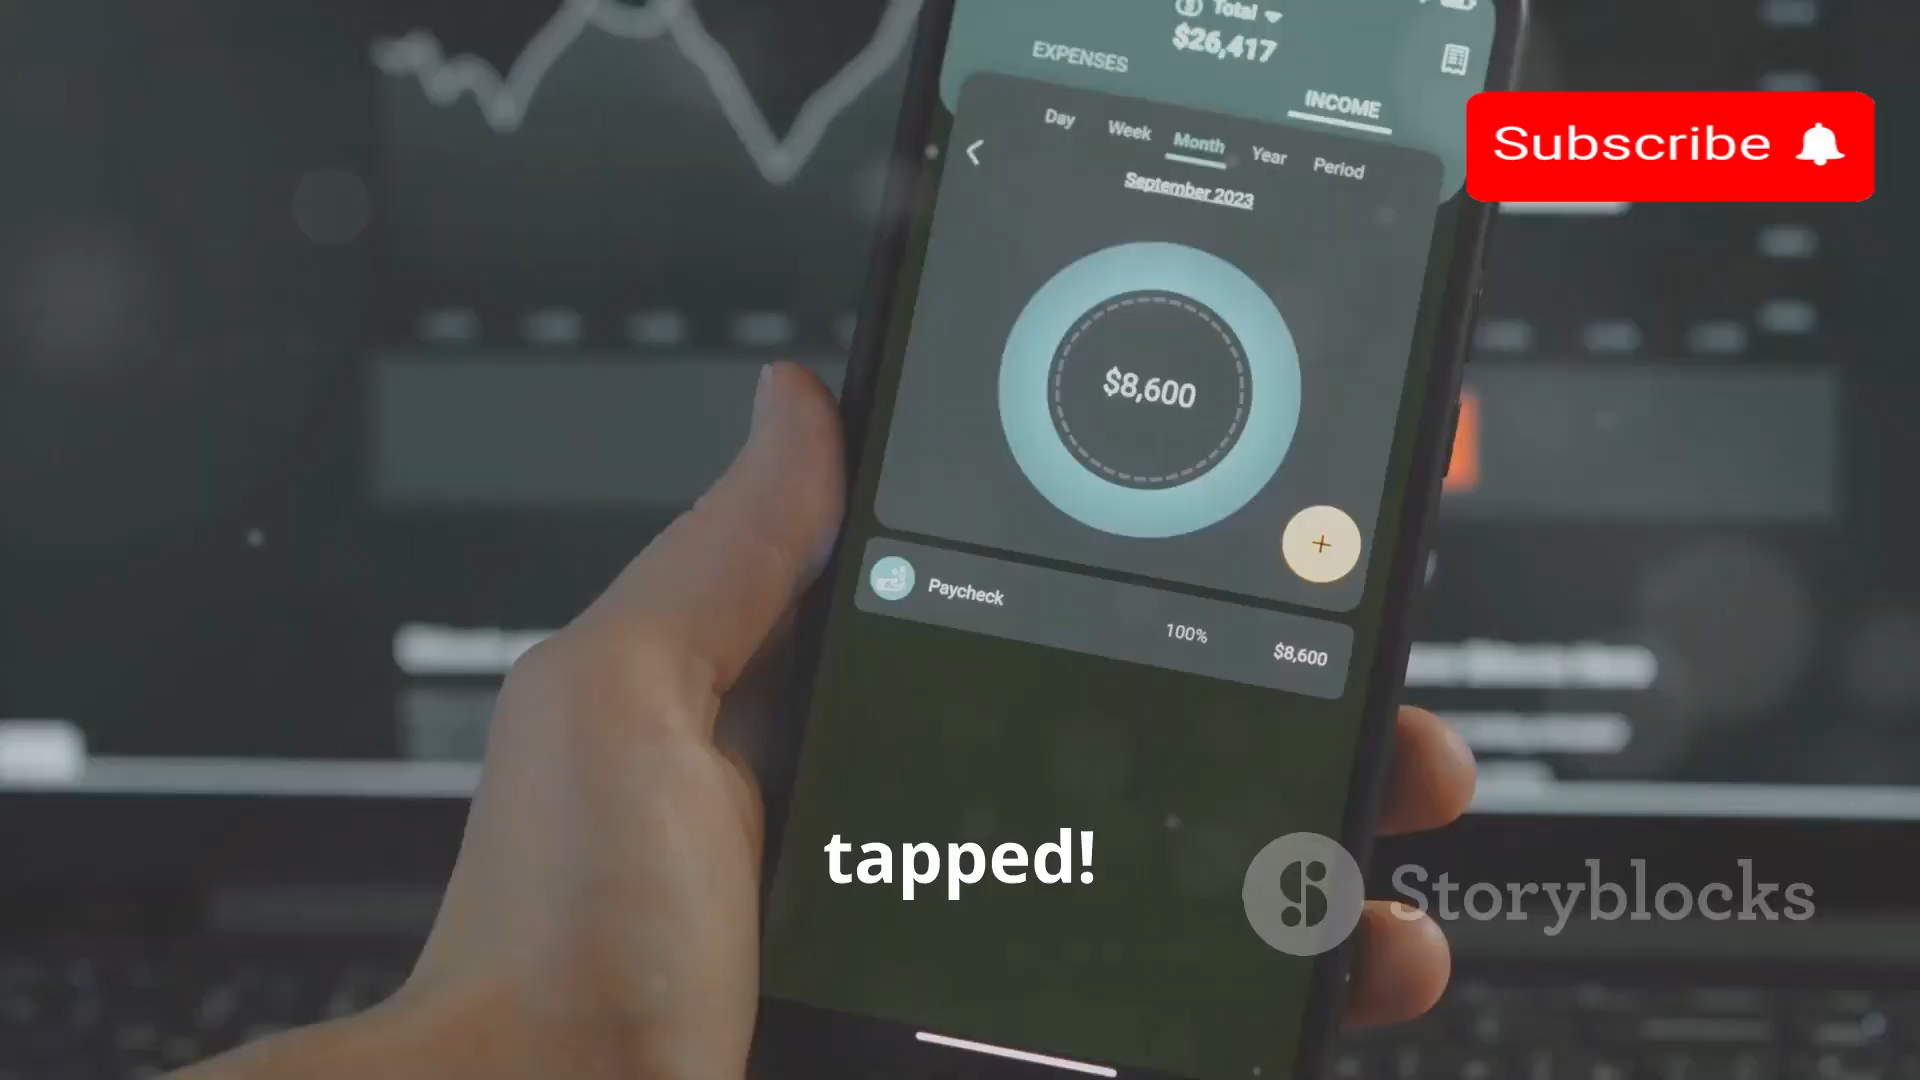 Total
$26,417
EXPENSES
INCOME
Day Week Month Year Period
September 2023
$8,600
+
Paycheck 100% $8,600
Subscribe
tapped!
Storyblocks